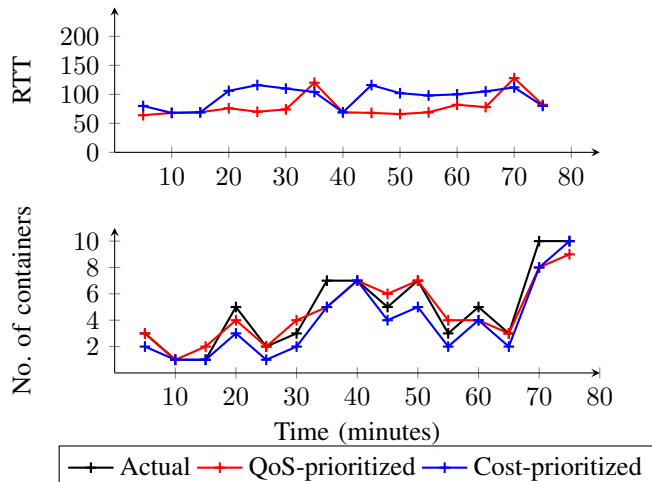 200
150
100
50
0
RTT
10 20 30 40 50 60 70 80
10
8
6
4
2
No. of containers
10 20 30 40 50 60 70 80
Time (minutes)
Actual QoS-prioritized Cost-prioritized